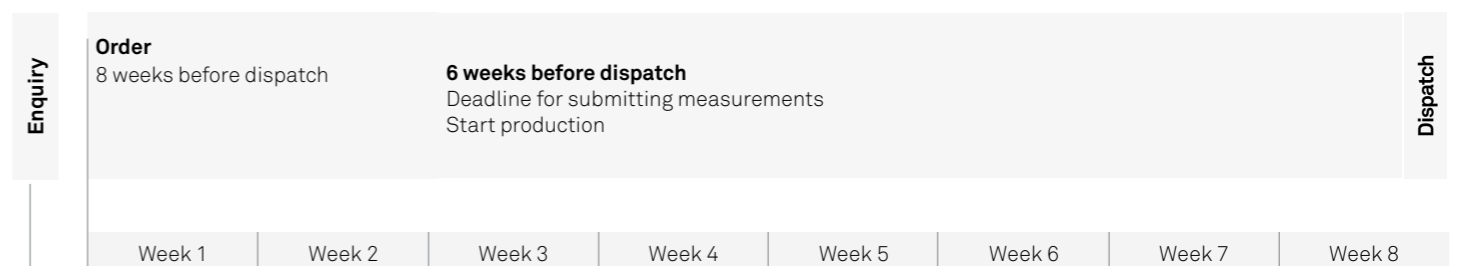 Enquiry
Order
8 weeks before dispatch
6 weeks before dispatch
Deadline for submitting measurements
Start production
Dispatch
Week 1
Week 2
Week 3
Week 4
Week 5
Week 6
Week 7
Week 8